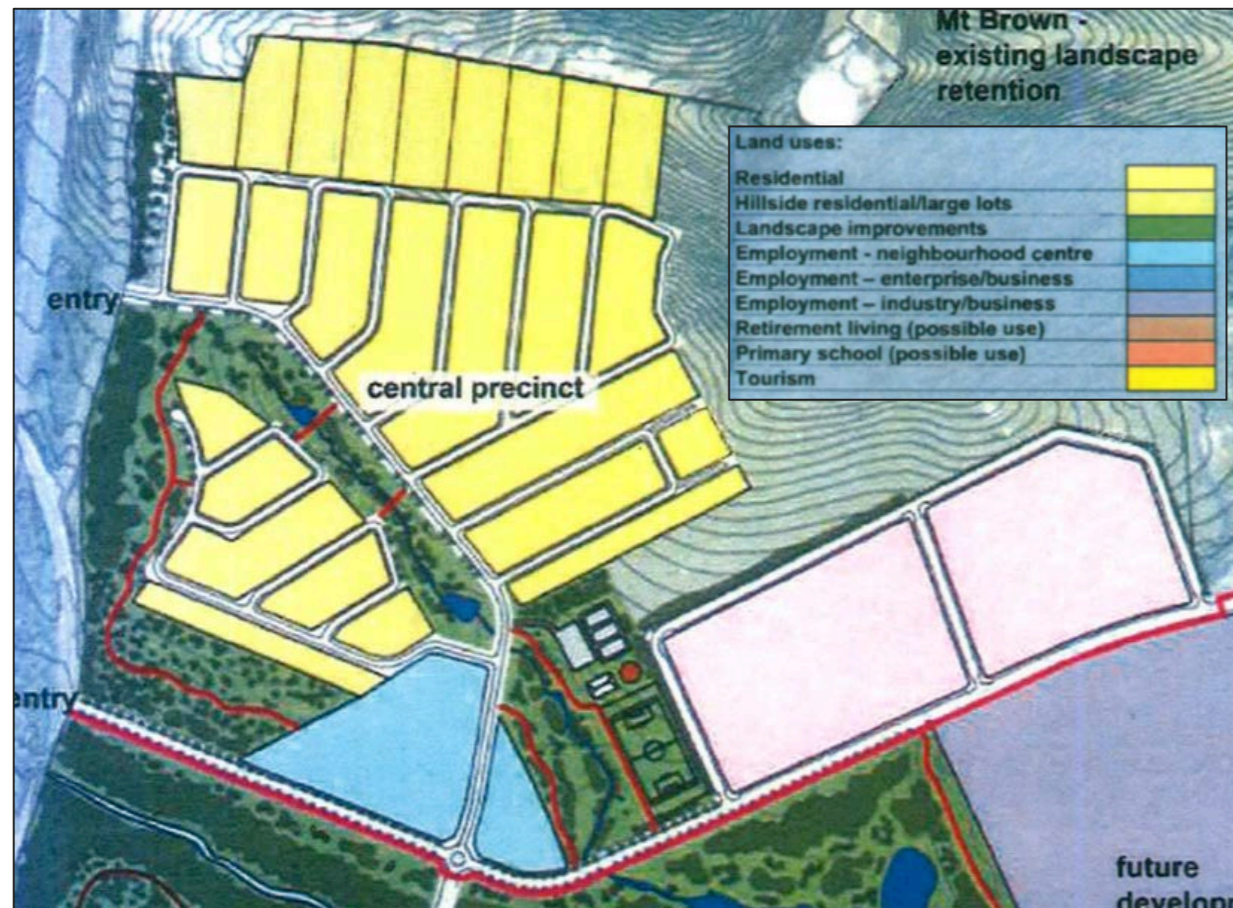 Mt Brown -
existing landscape
retention
Land uses:
Residential
Hillside residential/large lots
Landscape improvements
Employment - neighbourhood centre
Employment – enterprise/business
Employment – industry/business
Retirement living (possible use)
Primary school (possible use)
Tourism
entry
central precinct
entry
future
developm